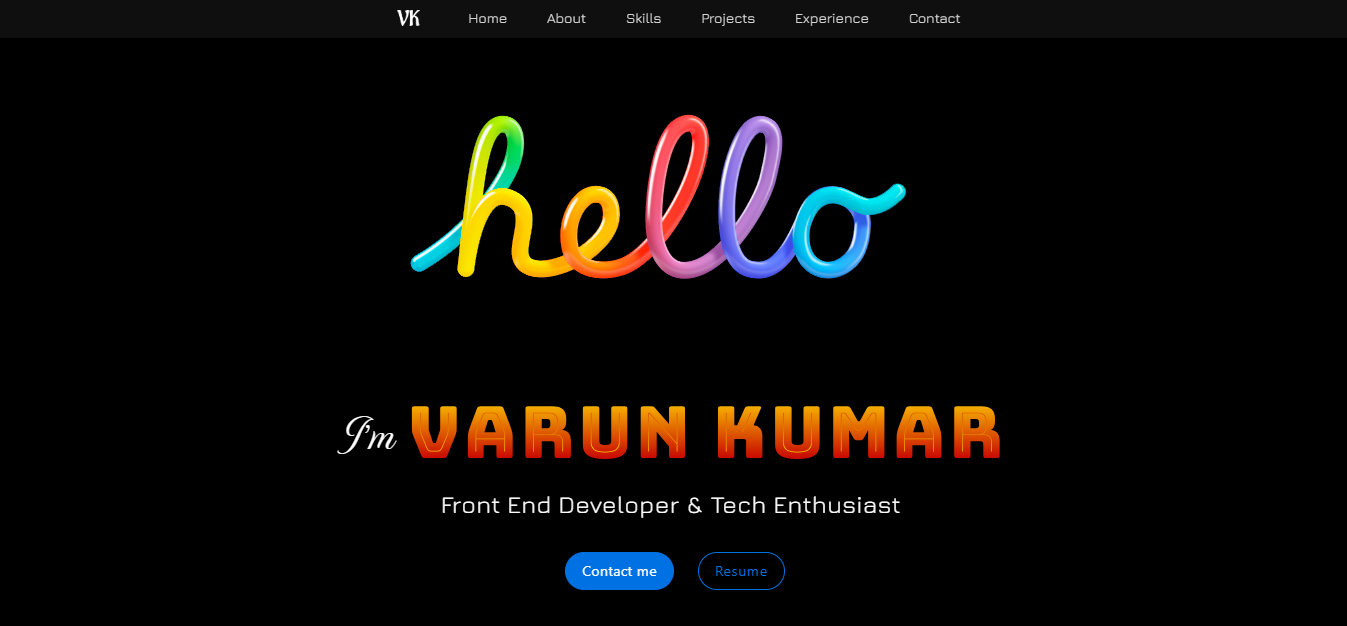 VK Home About Skills Projects Experience Contact
hello
I'm VARUN KUMAR
Front End Developer & Tech Enthusiast
Contact me Resume